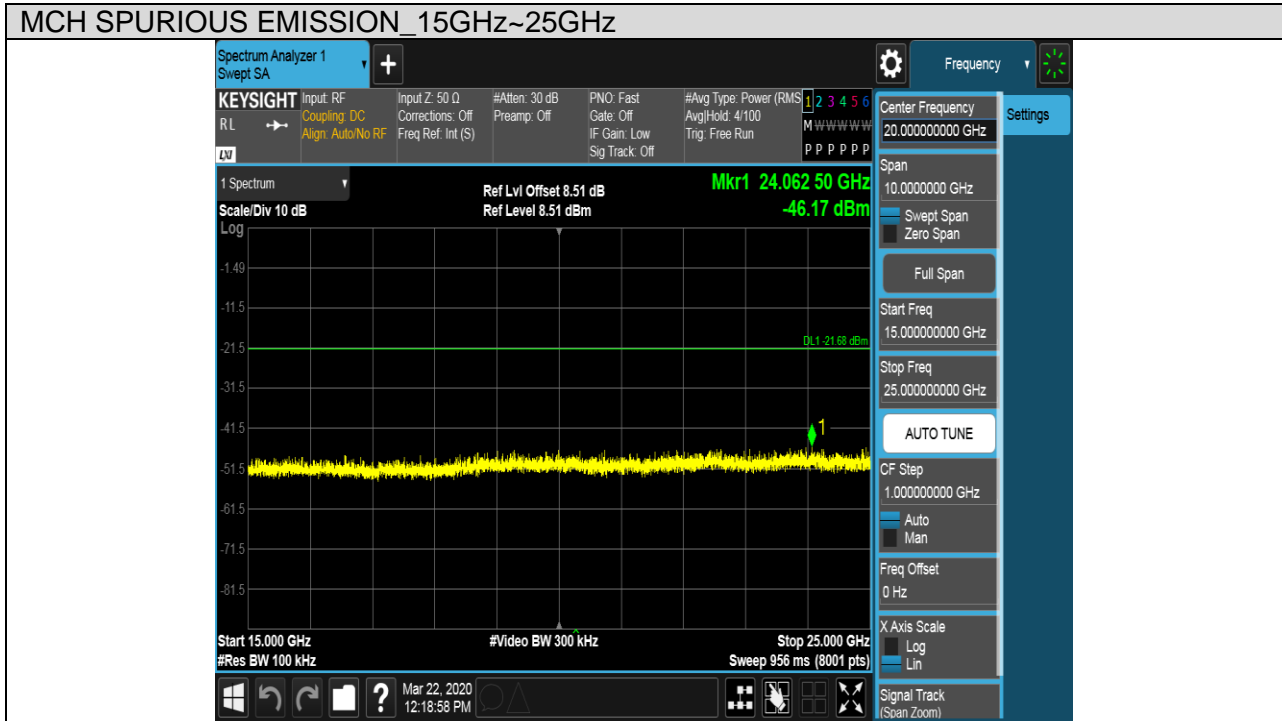 MCH SPURIOUS EMISSION_15GHz~25GHz
Spectrum Analyzer 1
Swept SA
+
Frequency
KEYSIGHT
RL
LXI
Input: RF
Coupling: DC
Align: Auto/No RF
Input Z: 50 Ω
Corrections: Off
Freq Ref: Int (S)
#Atten: 30 dB
Preamp: Off
PNO: Fast
Gate: Off
IF Gain: Low
Sig Track: Off
#Avg Type: Power (RMS
Avg|Hold: 4/100
Trig: Free Run
1 2 3 4 5 6
M W W W W W
P P P P P P
1 Spectrum
Scale/Div 10 dB
Log
Ref Lvl Offset 8.51 dB
Ref Level 8.51 dBm
Mkr1 24.062 50 GHz
-46.17 dBm
-1.49
-11.5
-21.5
-31.5
-41.5
-51.5
-61.5
-71.5
-81.5
DL1 -21.68 dBm
1
Start 15.000 GHz
#Res BW 100 kHz
#Video BW 300 kHz
Stop 25.000 GHz
Sweep 956 ms (8001 pts)
Center Frequency
20.000000000 GHz
Span
10.0000000 GHz
Swept Span
Zero Span
Full Span
Start Freq
15.000000000 GHz
Stop Freq
25.000000000 GHz
AUTO TUNE
CF Step
1.000000000 GHz
Auto
Man
Freq Offset
0 Hz
X Axis Scale
Log
Lin
Signal Track
(Span Zoom)
Settings
?
Mar 22, 2020
12:18:58 PM